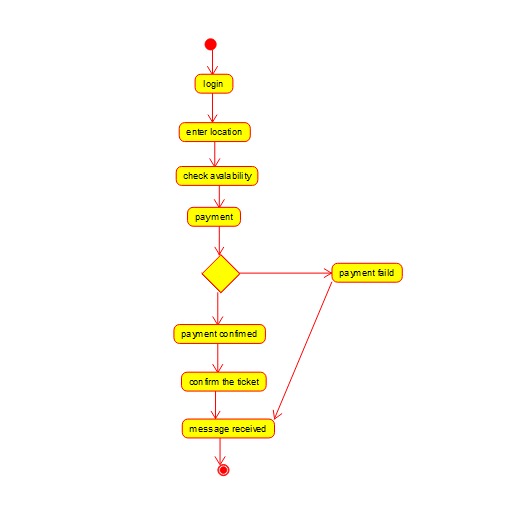 login
enter location
check avalability
payment
payment faild
payment confimed
confirm the ticket
message received